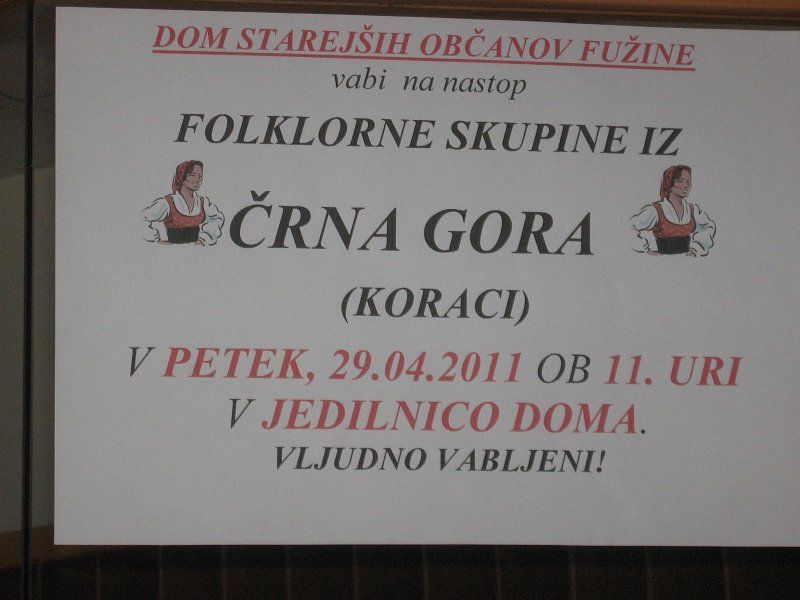 DOM STAREJŠIH OBČANOV FUŽINE
vabi na nastop
FOLKLORNE SKUPINE IZ
ČRNA GORA
(KORACI)
V PETEK, 29.04.2011 OB 11. URI
V JEDILNICO DOMA.
VLJUDNO VABLJENI!